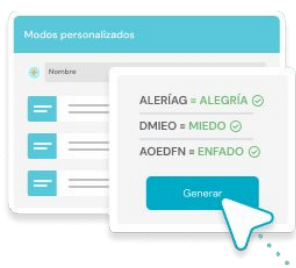 Modos personalizados
Nombre
ALERÍAG = ALEGRÍA
DMIEO = MIEDO
AOEDFN = ENFADO
Generar